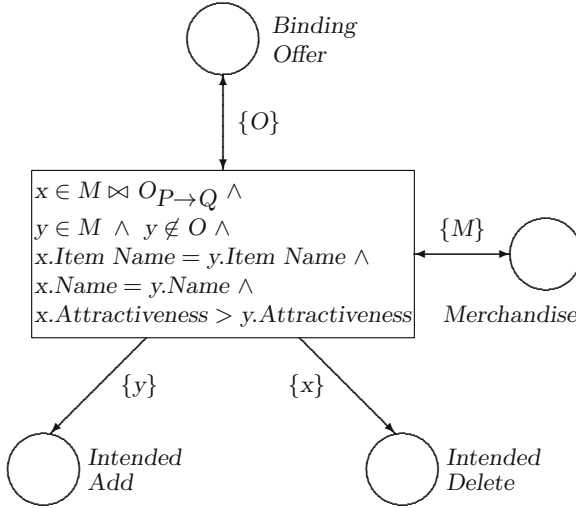 Binding
Offer
{O}
x ∈ M ⋈ O_{P→Q} ∧
y ∈ M ∧ y ∉ O ∧
x.Item Name = y.Item Name ∧
x.Name = y.Name ∧
x.Attractiveness > y.Attractiveness
{M}
Merchandise
{y}
{x}
Intended
Add
Intended
Delete